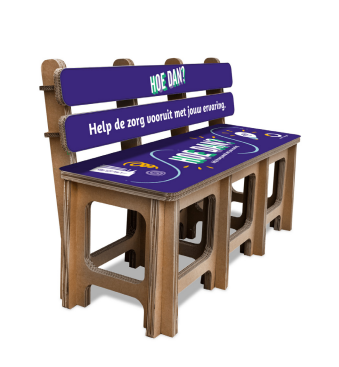 HOE DAN?
Help de zorg vooruit met jouw ervaring.
HOE DAN?